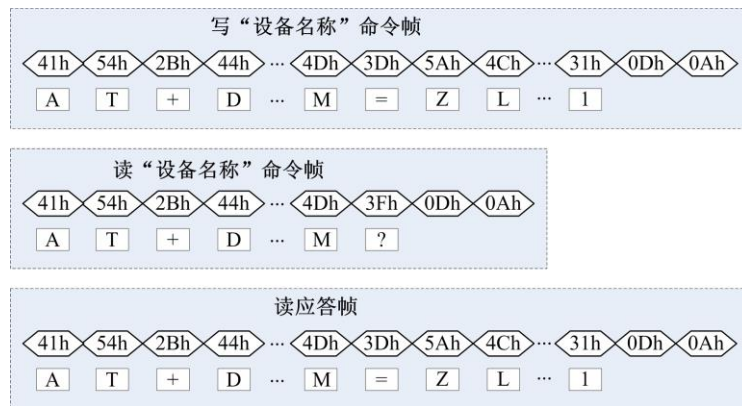 写“设备名称”命令帧
41h 54h 2Bh 44h ... 4Dh 3Dh 5Ah 4Ch ... 31h 0Dh 0Ah
A T + D ... M = Z L ... 1
读“设备名称”命令帧
41h 54h 2Bh 44h ... 4Dh 3Fh 0Dh 0Ah
A T + D ... M ?
读应答帧
41h 54h 2Bh 44h ... 4Dh 3Dh 5Ah 4Ch ... 31h 0Dh 0Ah
A T + D ... M = Z L ... 1